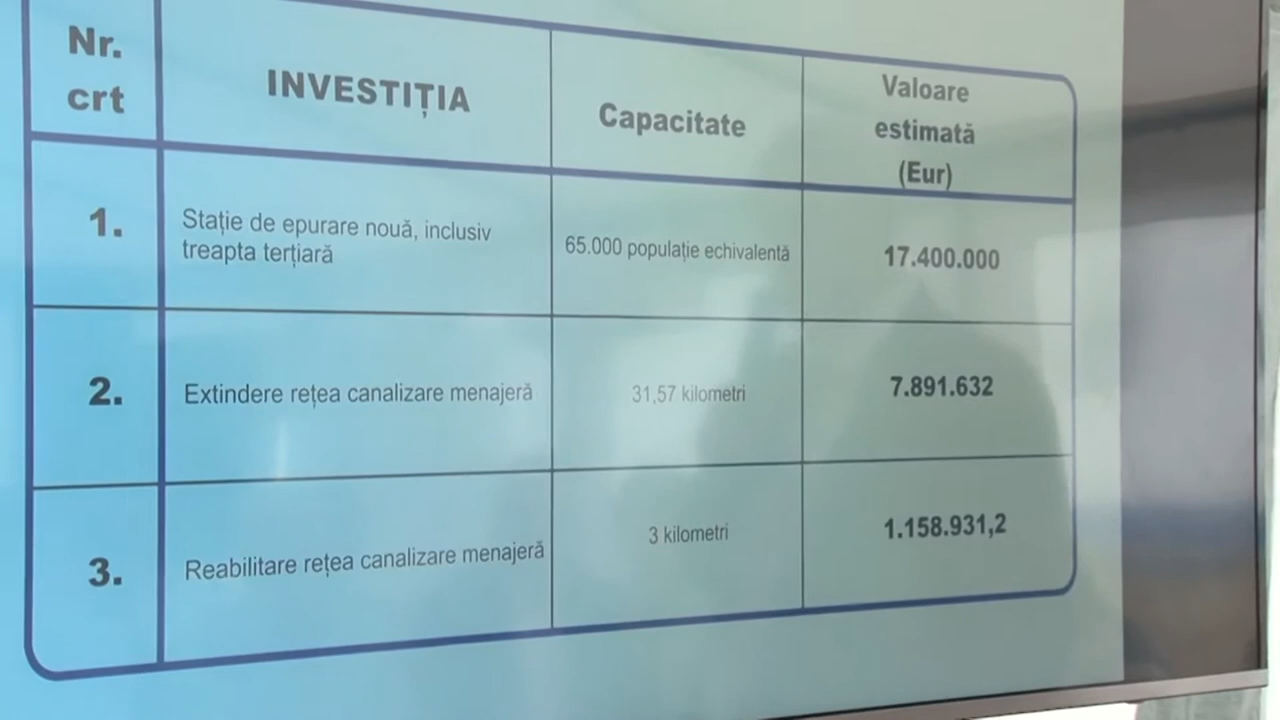 Nr.
crt
INVESTIȚIA
Capacitate
Valoare
estimată
(Eur)
1.
Stație de epurare nouă, inclusiv
treapta terțiară
65.000 populație echivalentă
17.400.000
2.
Extindere rețea canalizare menajeră
31,57 kilometri
7.891.632
3.
Reabilitare rețea canalizare menajeră
3 kilometri
1.158.931,2